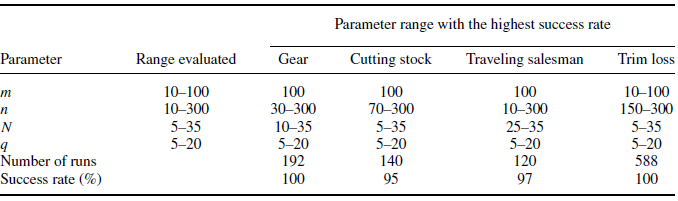 Parameter range with the highest success rate
Parameter Range evaluated Gear Cutting stock Traveling salesman Trim loss
m 10–100 100 100 100 10–100
n 10–300 30–300 70–300 10–300 150–300
N 5–35 10–35 5–35 25–35 5–35
q 5–20 5–20 5–20 5–20 5–20
Number of runs 192 140 120 588
Success rate (%) 100 95 97 100